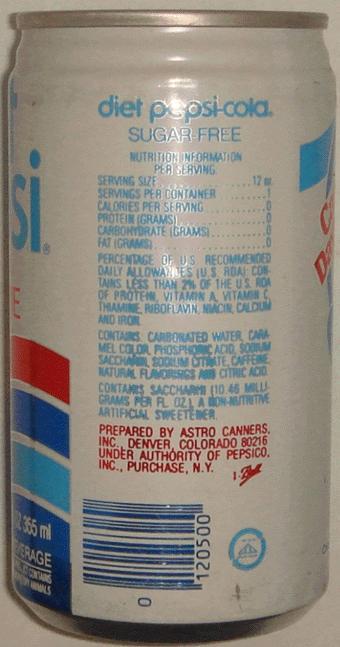 diet pepsi-cola.
SUGAR-FREE
NUTRITION INFORMATION
PER SERVING
SERVING SIZE ............ 12 oz.
SERVINGS PER CONTAINER ..... 1
CALORIES PER SERVING ........ 0
PROTEIN (GRAMS) ............. 0
CARBOHYDRATE (GRAMS) ....... 0
FAT (GRAMS) ................. 0
PERCENTAGE OF U.S. RECOMMENDED
DAILY ALLOWANCES (U.S. RDA): CON-
TAINS LESS THAN 2% OF THE U.S. RDA
OF PROTEIN, VITAMIN A, VITAMIN C,
THIAMINE, RIBOFLAVIN, NIACIN, CALCIUM
AND IRON.
CONTAINS: CARBONATED WATER, CARA-
MEL COLOR, PHOSPHORIC ACID, SODIUM
SACCHARIN, SODIUM CITRATE, CAFFEINE,
NATURAL FLAVORINGS AND CITRIC ACID.
CONTAINS SACCHARIN (10.46 MILLI-
GRAMS PER FL. OZ.), A NON-NUTRITIVE
ARTIFICIAL SWEETENER.
PREPARED BY ASTRO CANNERS,
INC., DENVER, COLORADO 80216
UNDER AUTHORITY OF PEPSICO,
INC., PURCHASE, N.Y.
0
120500
si®
E
355 ml
VERAGE
CONTAINS
ANIMALS